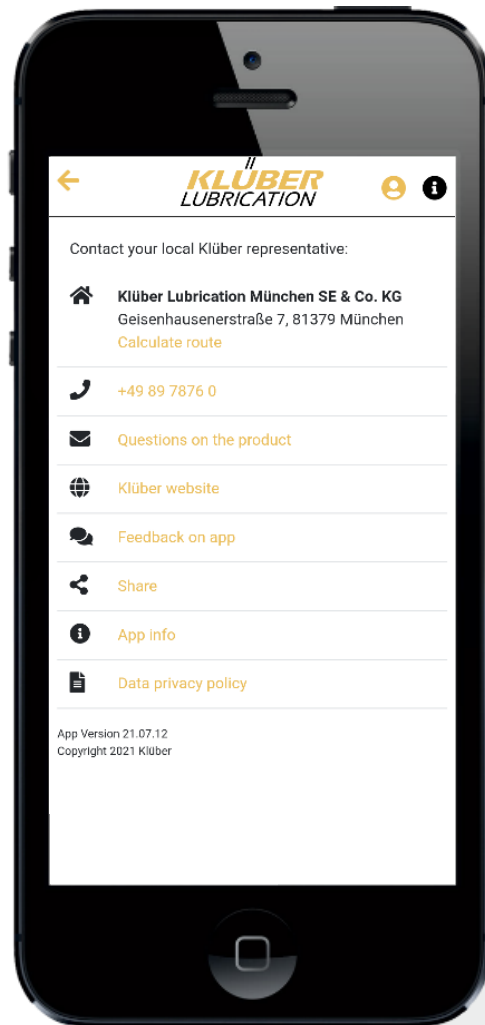 KLÜBER
LUBRICATION
Contact your local Klüber representative:
Klüber Lubrication München SE & Co. KG
Geisenhausenerstraße 7, 81379 München
Calculate route
+49 89 7876 0
Questions on the product
Klüber website
Feedback on app
Share
App info
Data privacy policy
App Version 21.07.12
Copyright 2021 Klüber